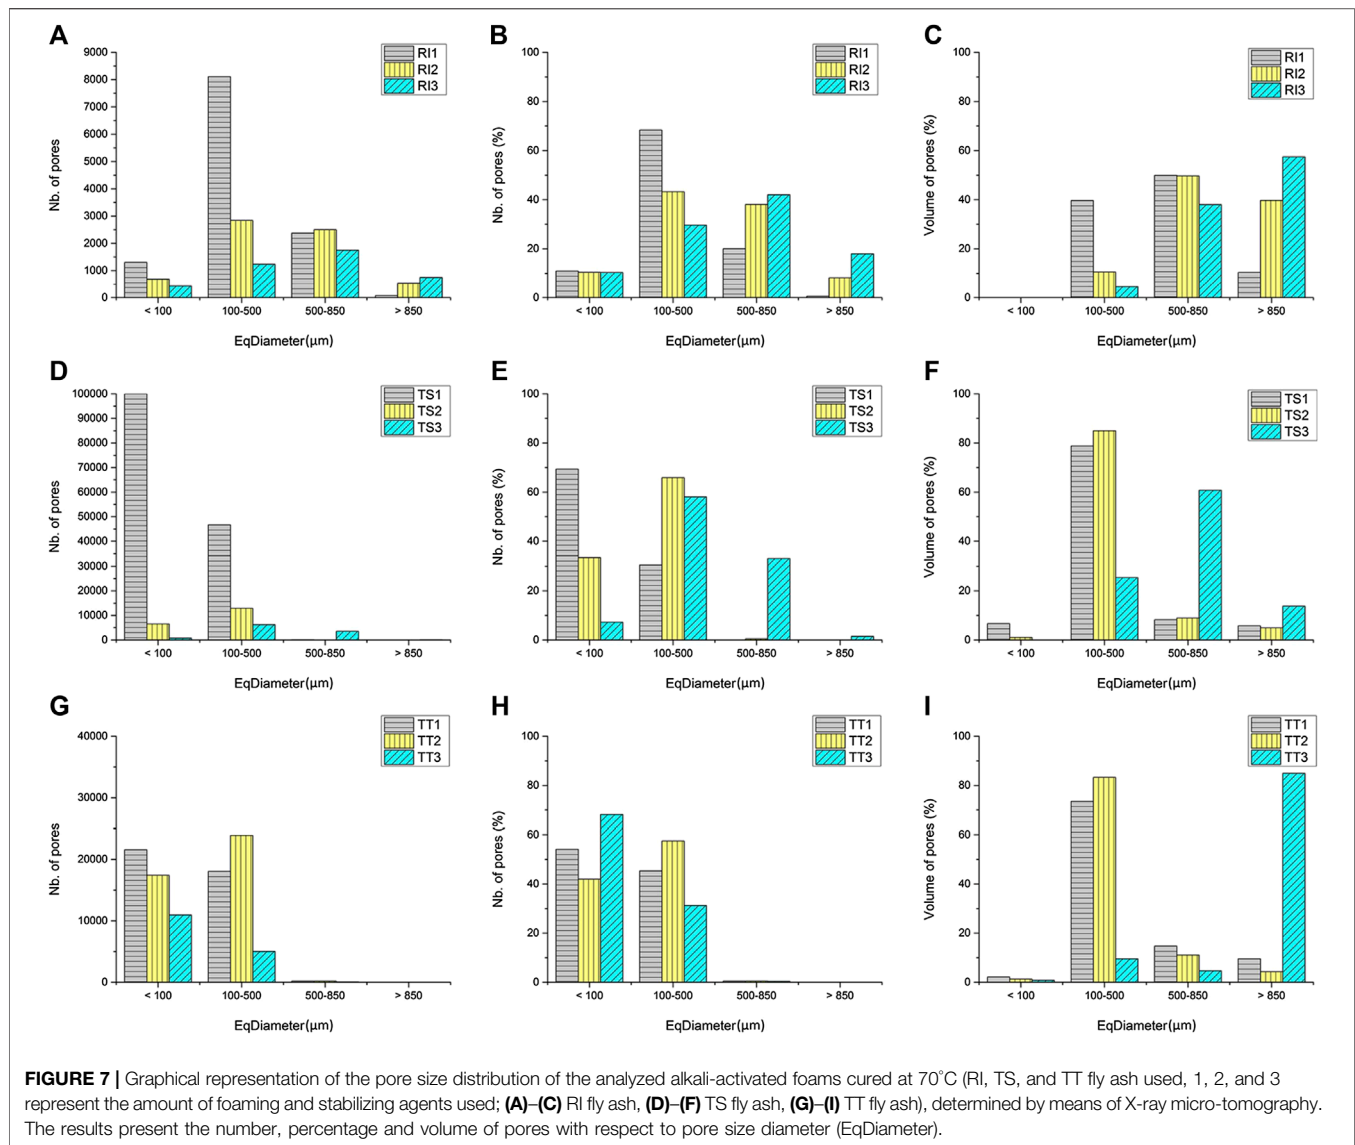 A
9000
8000
7000
6000
5000
4000
3000
2000
1000
0
Nb. of pores
RI1
RI2
RI3
< 100
100-500
500-850
> 850
EqDiameter(µm)
B
100
80
60
40
20
0
Nb. of pores (%)
RI1
RI2
RI3
< 100
100-500
500-850
> 850
EqDiameter(µm)
C
100
80
60
40
20
0
Volume of pores (%)
RI1
RI2
RI3
< 100
100-500
500-850
> 850
EqDiameter(µm)
D
100000
90000
80000
70000
60000
50000
40000
30000
20000
10000
0
Nb. of pores
TS1
TS2
TS3
< 100
100-500
500-850
> 850
EqDiameter(µm)
E
100
80
60
40
20
0
Nb. of pores (%)
TS1
TS2
TS3
< 100
100-500
500-850
> 850
EqDiameter(µm)
F
100
80
60
40
20
0
Volume of pores (%)
TS1
TS2
TS3
< 100
100-500
500-850
> 850
EqDiameter(µm)
G
40000
30000
20000
10000
0
Nb. of pores
TT1
TT2
TT3
< 100
100-500
500-850
> 850
EqDiameter(µm)
H
100
80
60
40
20
0
Nb. of pores (%)
TT1
TT2
TT3
< 100
100-500
500-850
> 850
EqDiameter(µm)
I
100
80
60
40
20
0
Volume of pores (%)
TT1
TT2
TT3
< 100
100-500
500-850
> 850
EqDiameter(µm)
FIGURE 7 | Graphical representation of the pore size distribution of the analyzed alkali-activated foams cured at 70°C (RI, TS, and TT fly ash used, 1, 2, and 3
represent the amount of foaming and stabilizing agents used; (A)–(C) RI fly ash, (D)–(F) TS fly ash, (G)–(I) TT fly ash), determined by means of X-ray micro-tomography.
The results present the number, percentage and volume of pores with respect to pore size diameter (EqDiameter).